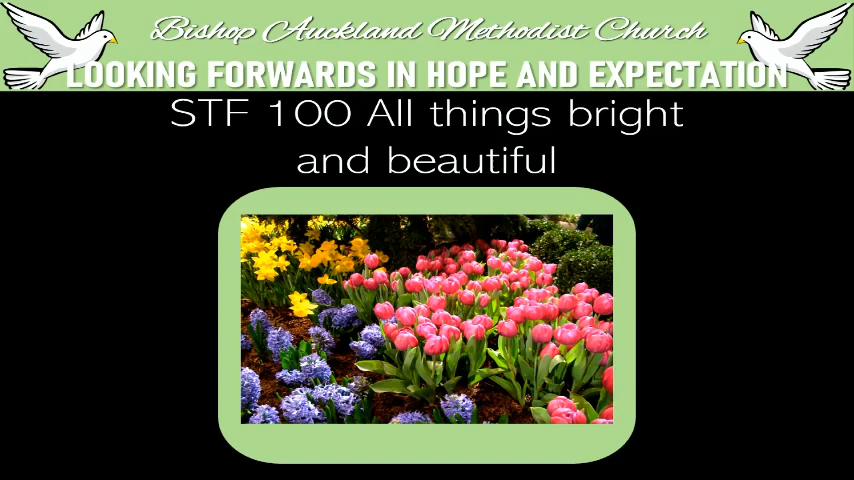 Bishop Auckland Methodist Church
LOOKING FORWARDS IN HOPE AND EXPECTATION
STF 100 All things bright
and beautiful